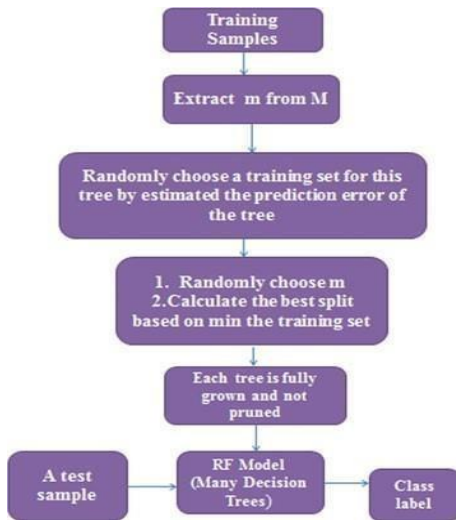 Training
Samples
Extract m from M
Randomly choose a training set for this
tree by estimated the prediction error of
the tree
1. Randomly choose m
2.Calculate the best split
based on min the training set
Each tree is fully
grown and not
pruned
A test
sample
RF Model
(Many Decision
Trees)
Class
label